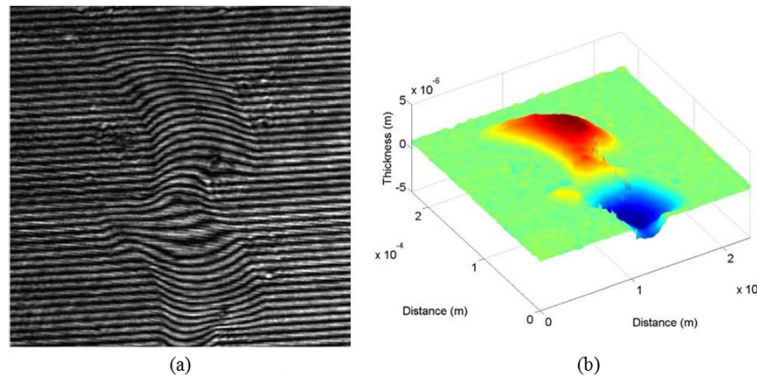 5
x 10⁻⁶
0
-5
Thickness (m)
2
x 10⁻⁴
1
0
0
1
2
x 10
Distance (m)
Distance (m)
(a)
(b)